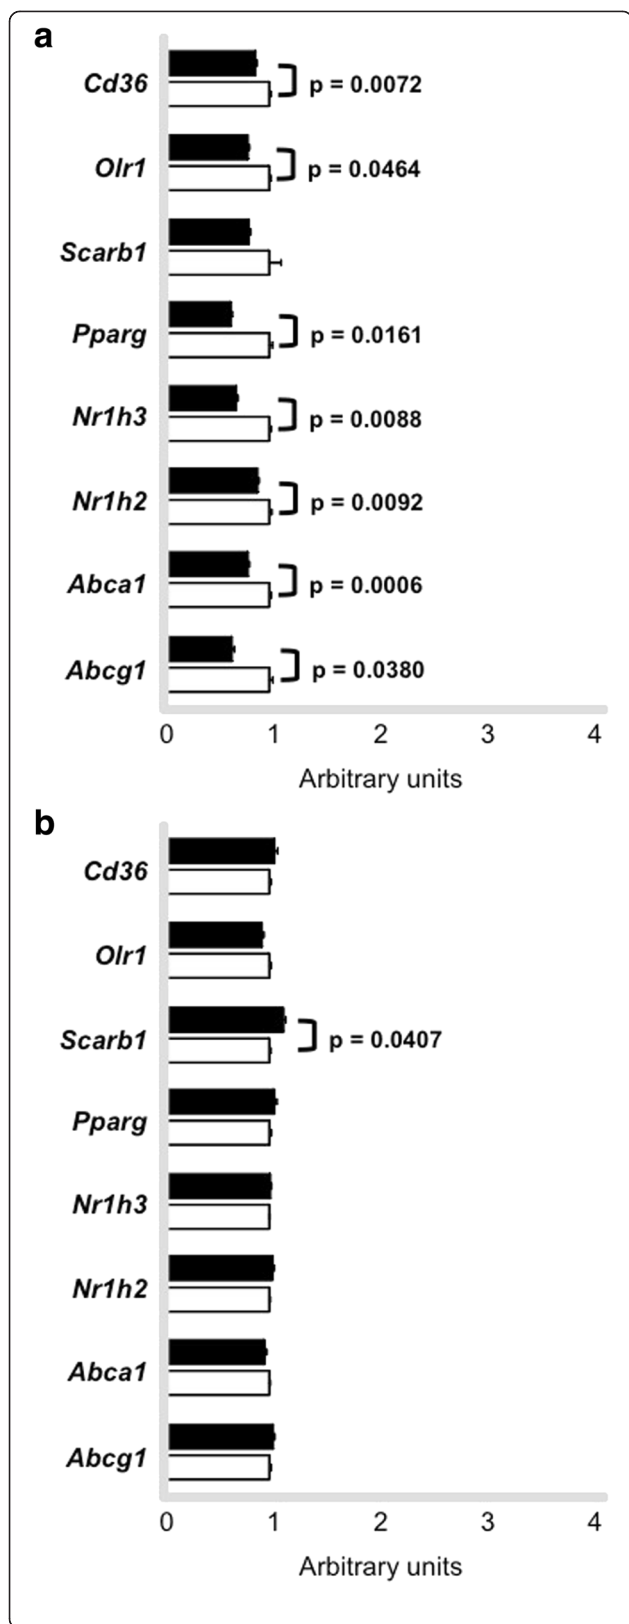 a
Cd36 p = 0.0072
Olr1 p = 0.0464
Scarb1
Pparg p = 0.0161
Nr1h3 p = 0.0088
Nr1h2 p = 0.0092
Abca1 p = 0.0006
Abcg1 p = 0.0380
0 1 2 3 4
Arbitrary units
b
Cd36
Olr1
Scarb1 p = 0.0407
Pparg
Nr1h3
Nr1h2
Abca1
Abcg1
0 1 2 3 4
Arbitrary units